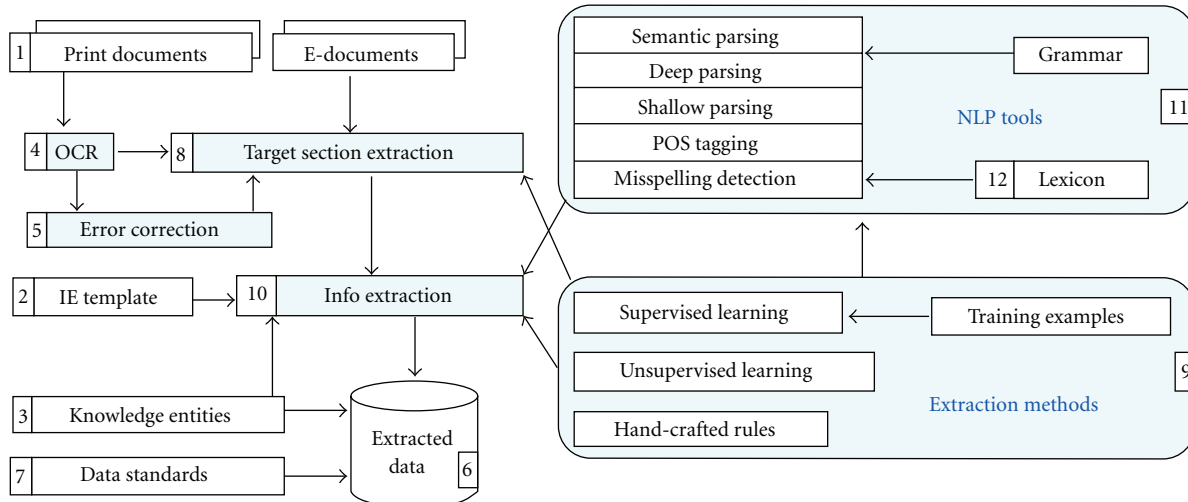 1 Print documents
E-documents
4 OCR
8 Target section extraction
5 Error correction
2 IE template
10 Info extraction
3 Knowledge entities
7 Data standards
Extracted
data
6
Semantic parsing
Deep parsing
Shallow parsing
POS tagging
Misspelling detection
Grammar
NLP tools
11
12 Lexicon
Supervised learning
Training examples
Unsupervised learning
9
Extraction methods
Hand-crafted rules